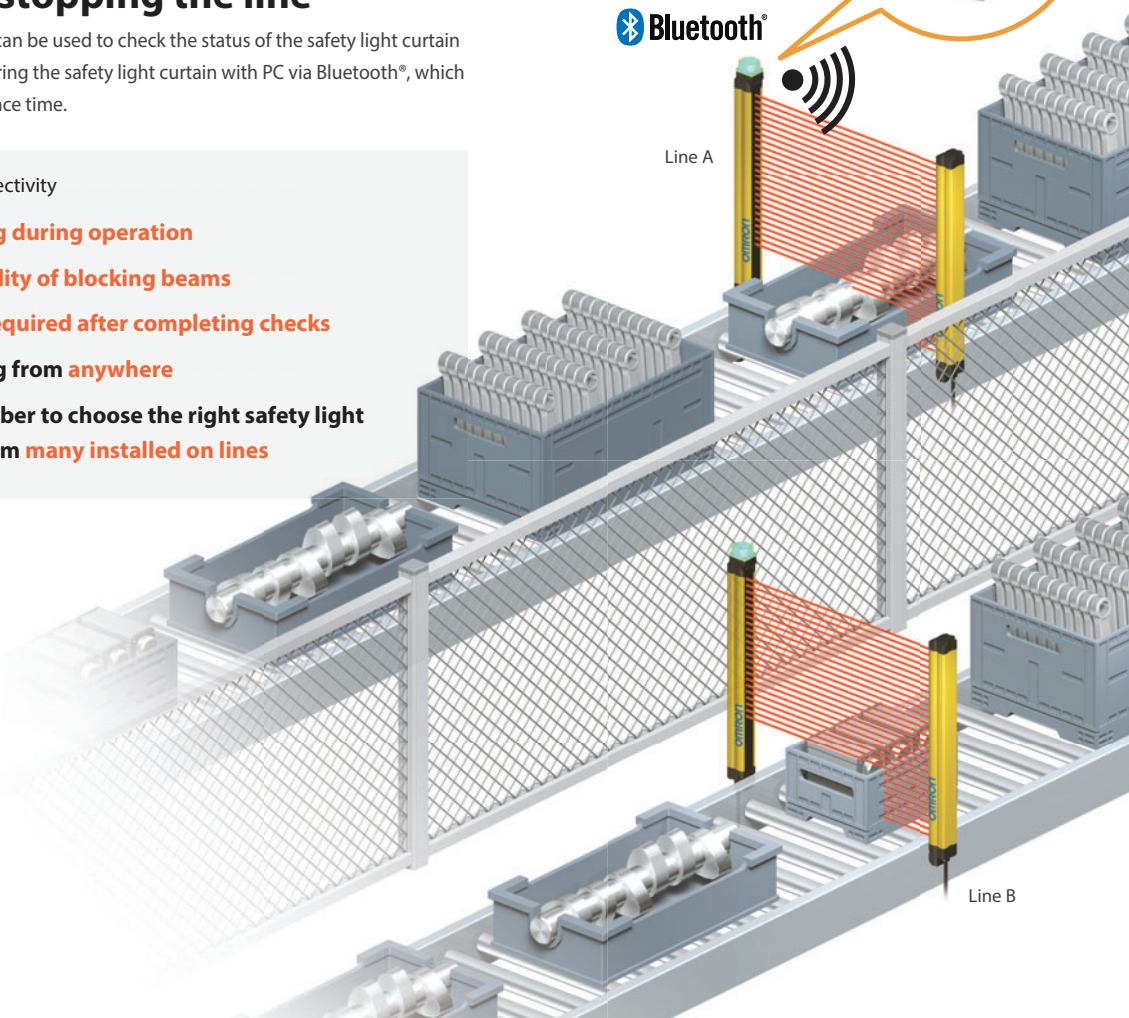 stopping the line
can be used to check the status of the safety light curtain
ring the safety light curtain with PC via Bluetooth®, which
nce time.
ectivity
g during operation
lity of blocking beams
equired after completing checks
g from anywhere
ber to choose the right safety light
m many installed on lines
Bluetooth®
Line A
omron
omron
omron
Line B